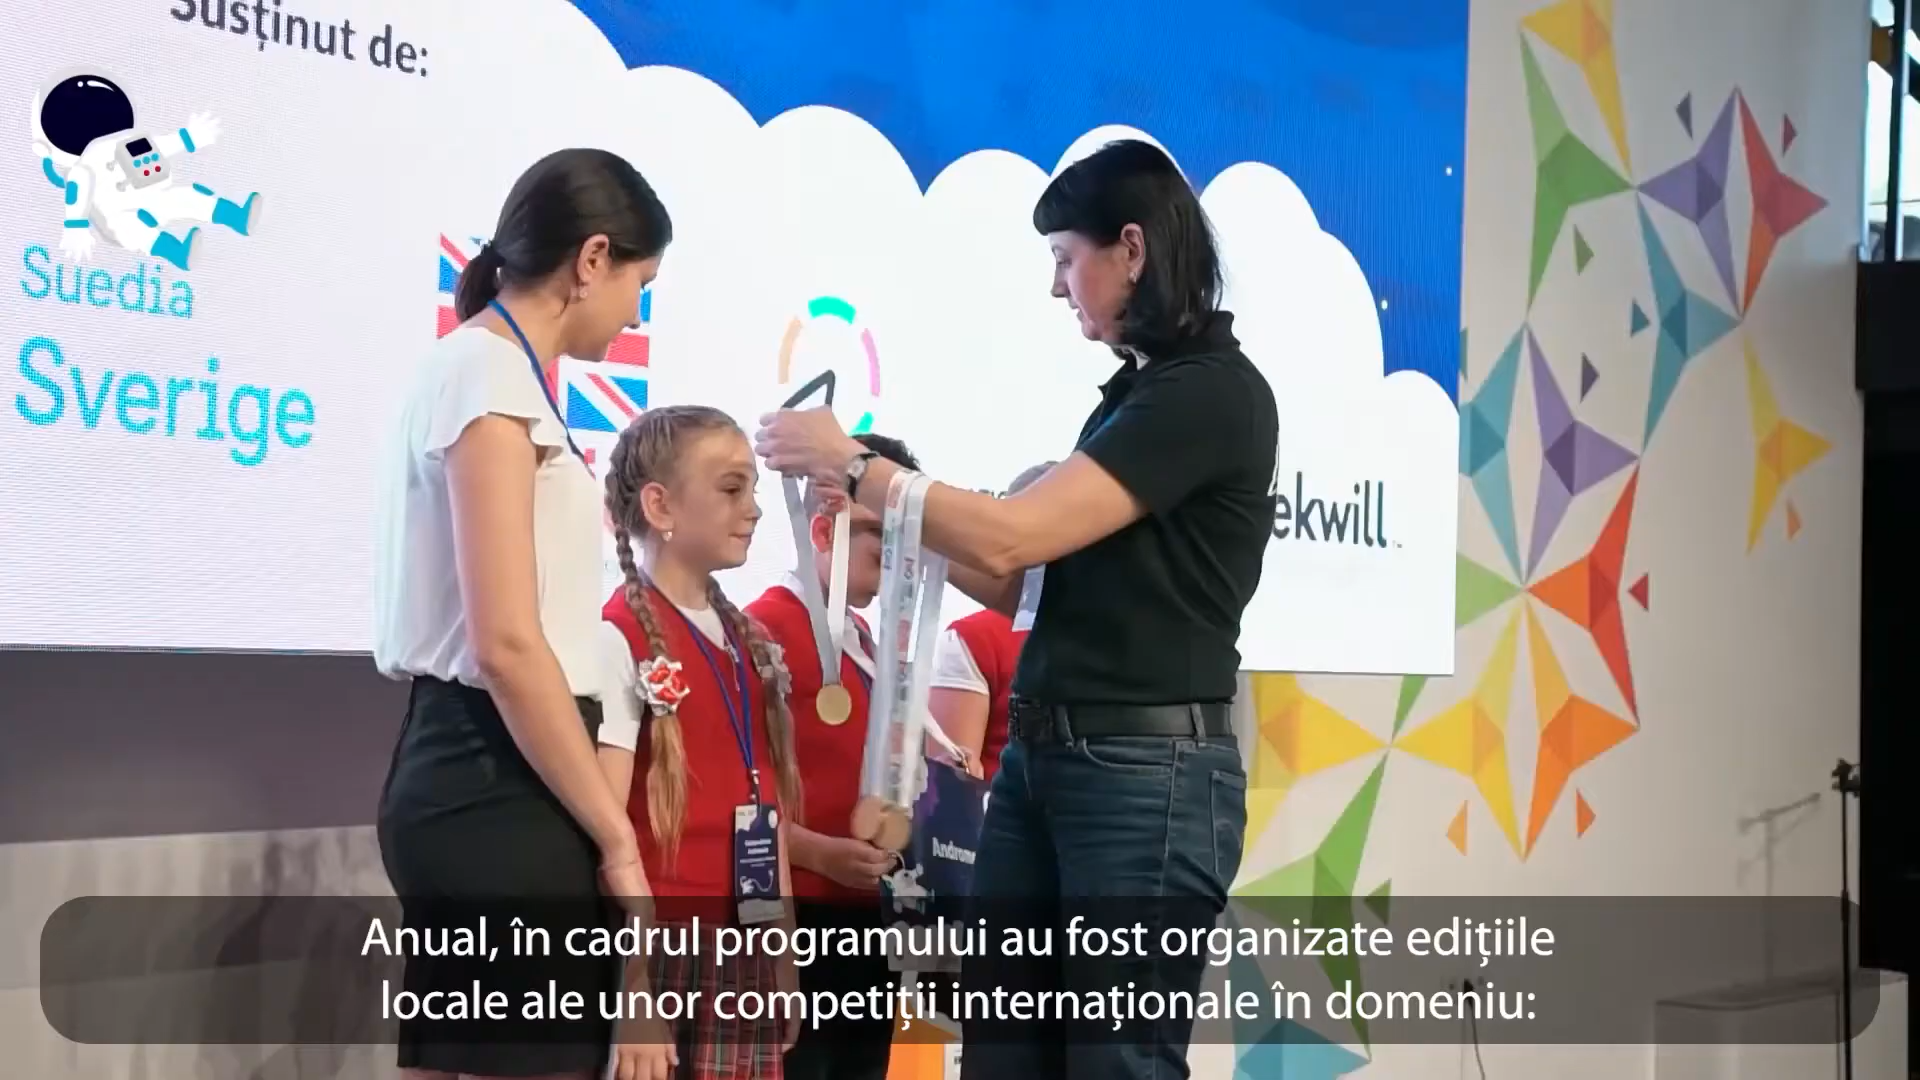 Susținut de:
Suedia
Sverige
ekwill
Androme
Anual, în cadrul programului au fost organizate edițiile
locale ale unor competiții internaționale în domeniu: